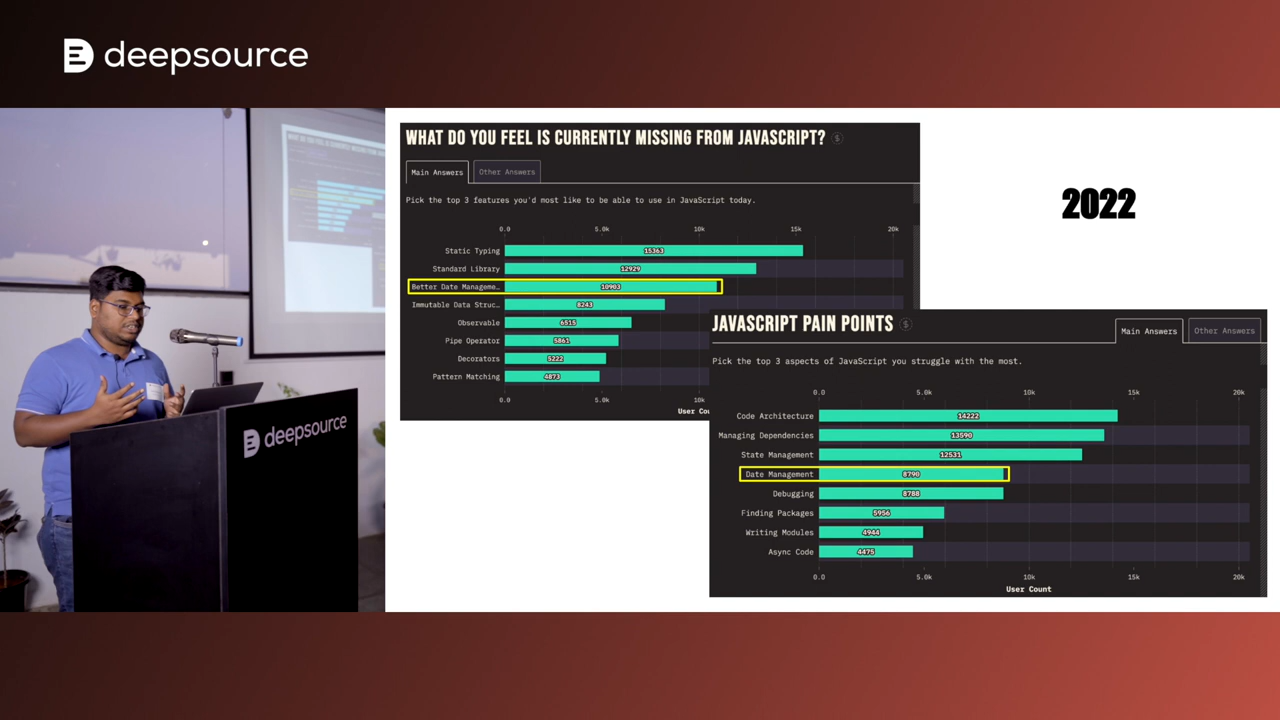 deepsource
WHAT DO YOU FEEL IS CURRENTLY MISSING FROM JAVASCRIPT? $
Main Answers
Other Answers
Pick the top 3 features you'd most like to be able to use in JavaScript today.
0.0 5.0k 10k 15k 20k
Static Typing 15363
Standard Library 12929
Better Date Manageme… 10903
Immutable Data Struc… 8243
Observable 6515
Pipe Operator 5861
Decorators 5222
Pattern Matching 4873
0.0 5.0k 10k
User Cou
2022
JAVASCRIPT PAIN POINTS $
Main Answers
Other Answers
Pick the top 3 aspects of JavaScript you struggle with the most.
0.0 5.0k 10k 15k 20k
Code Architecture 14222
Managing Dependencies 13590
State Management 12531
Date Management 8790
Debugging 8788
Finding Packages 5956
Writing Modules 4944
Async Code 4475
0.0 5.0k 10k 15k 20k
User Count
deepsource